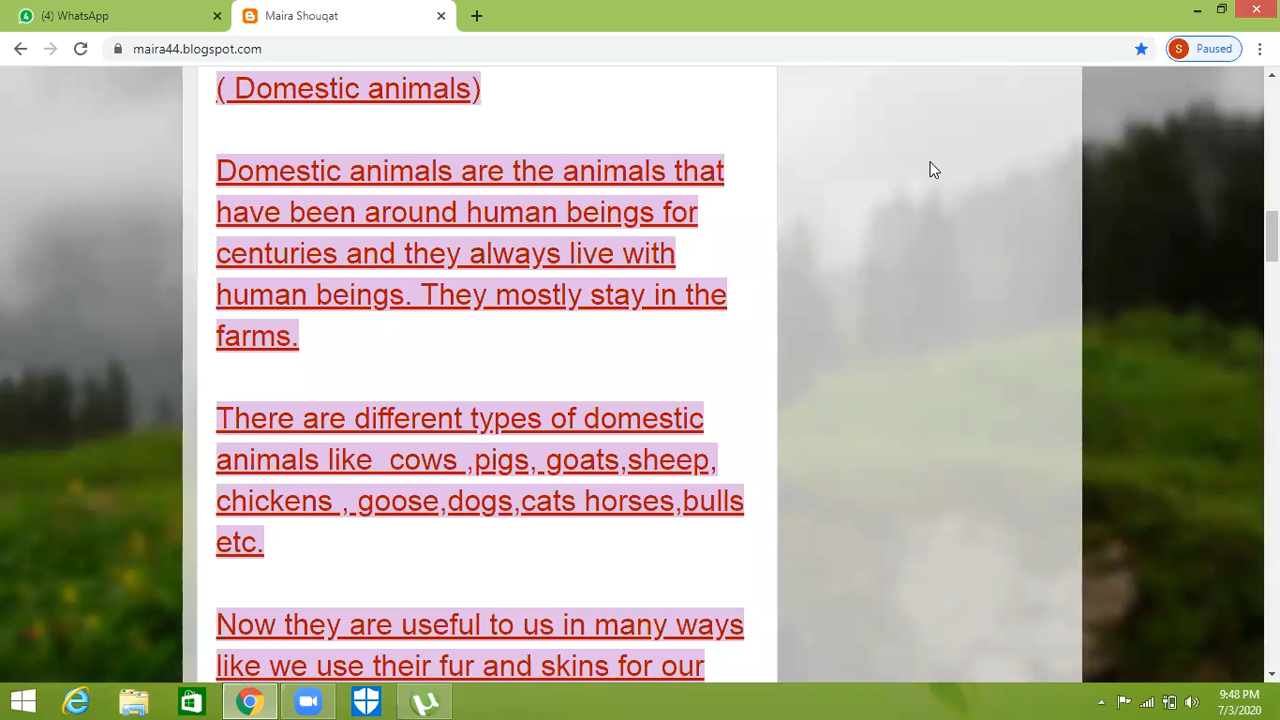 (4) WhatsApp
Maira Shouqat
maira44.blogspot.com
S Paused
( Domestic animals)
Domestic animals are the animals that
have been around human beings for
centuries and they always live with
human beings. They mostly stay in the
farms.
There are different types of domestic
animals like  cows ,pigs, goats,sheep,
chickens , goose,dogs,cats horses,bulls
etc.
Now they are useful to us in many ways
like we use their fur and skins for our
9:48 PM
7/3/2020